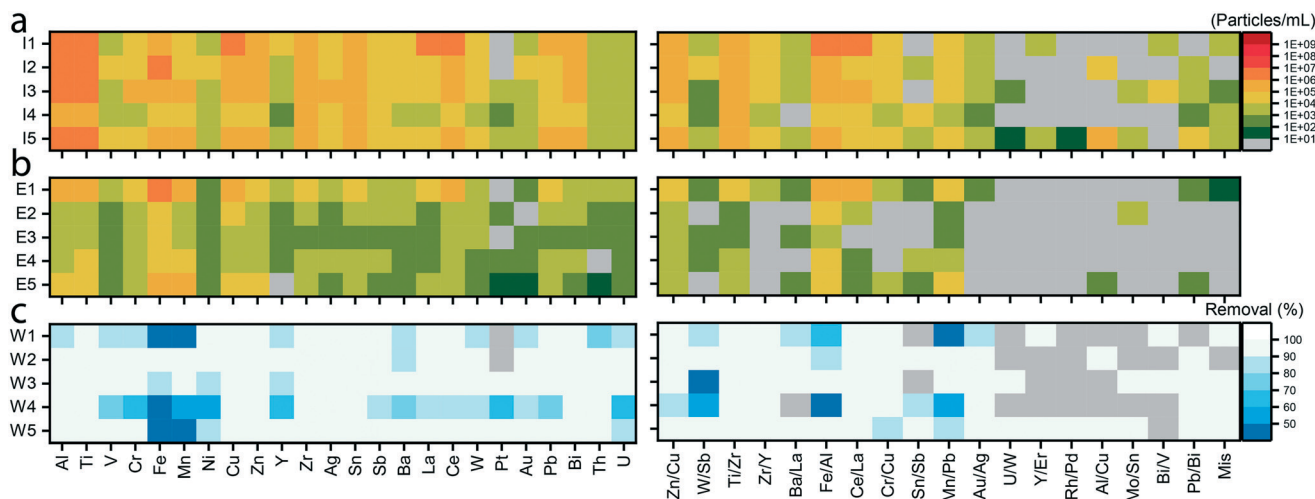 a
(Particles/mL)
I1
I2
I3
I4
I5
1E+09
1E+08
1E+07
1E+06
1E+05
1E+04
1E+03
1E+02
1E+01
b
E1
E2
E3
E4
E5
c
Removal (%)
W1
W2
W3
W4
W5
100
90
80
70
60
50
Al Ti V Cr Fe Mn Ni Cu Zn Y Zr Ag Sn Sb Ba La Ce W Pt Au Pb Bi Th U
Zn/Cu W/Sb Ti/Zr Zr/Y Ba/La Fe/Al Ce/La Cr/Cu Sn/Sb Mn/Pb Au/Ag U/W Y/Er Rh/Pd Al/Cu Mo/Sn Bi/V Pb/Bi Mis